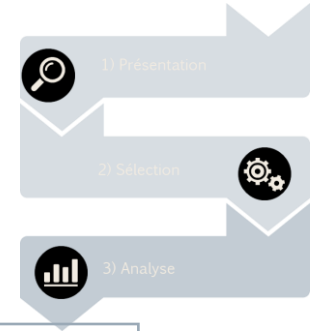 1) Présentation
2) Sélection
3) Analyse